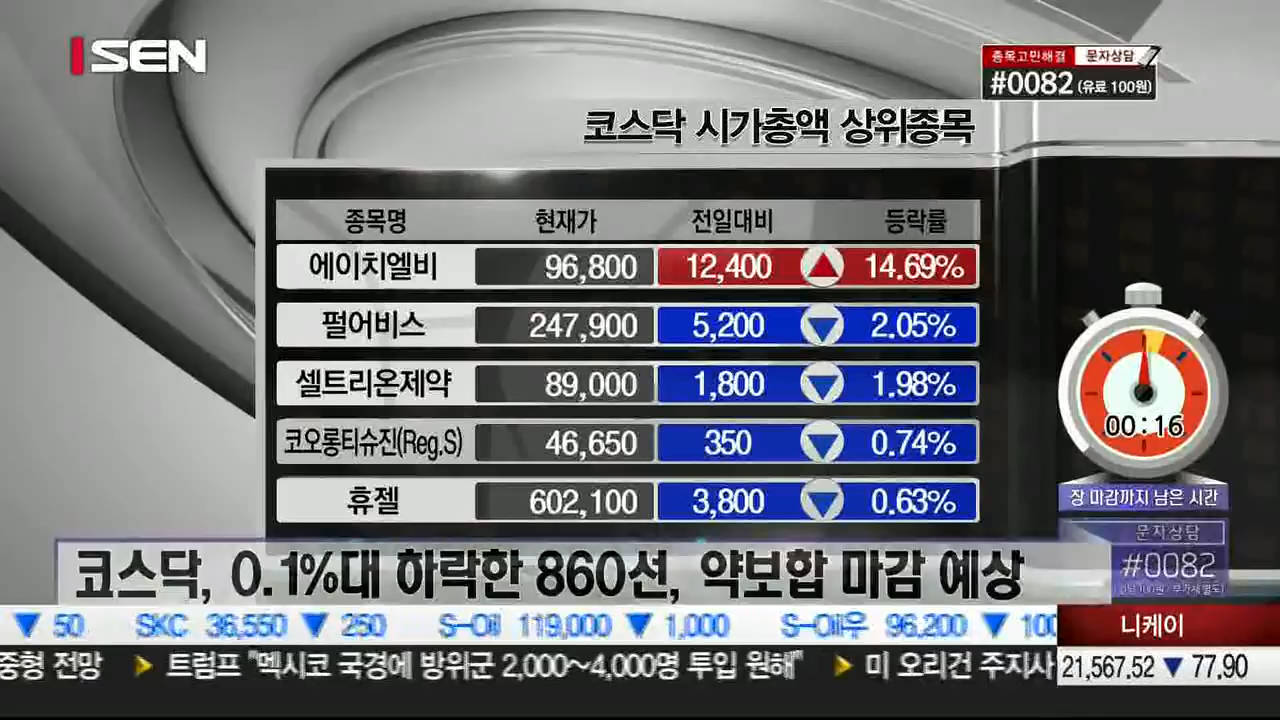 SEN
종목고민해결 문자상담
#0082 (유료 100원)
코스닥 시가총액 상위종목
종목명 현재가 전일대비 등락률
에이치엘비 96,800 12,400 ▲ 14.69%
펄어비스 247,900 5,200 ▼ 2.05%
셀트리온제약 89,000 1,800 ▼ 1.98%
코오롱티슈진(Reg.S) 46,650 350 ▼ 0.74%
휴젤 602,100 3,800 ▼ 0.63%
00:16
장 마감까지 남은 시간
문자상담
#0082
코스닥, 0.1%대 하락한 860선, 약보합 마감 예상
▼ 50 SKC 36,550 ▼ 250 S-Oil 119,000 ▼ 1,000 S-Oil우 96,200 ▼ 100
니케이
중형 전망 ▶ 트럼프 "멕시코 국경에 방위군 2,000~4,000명 투입 원해" ▶ 미 오리건 주지사
21,567.52 ▼ 77.90